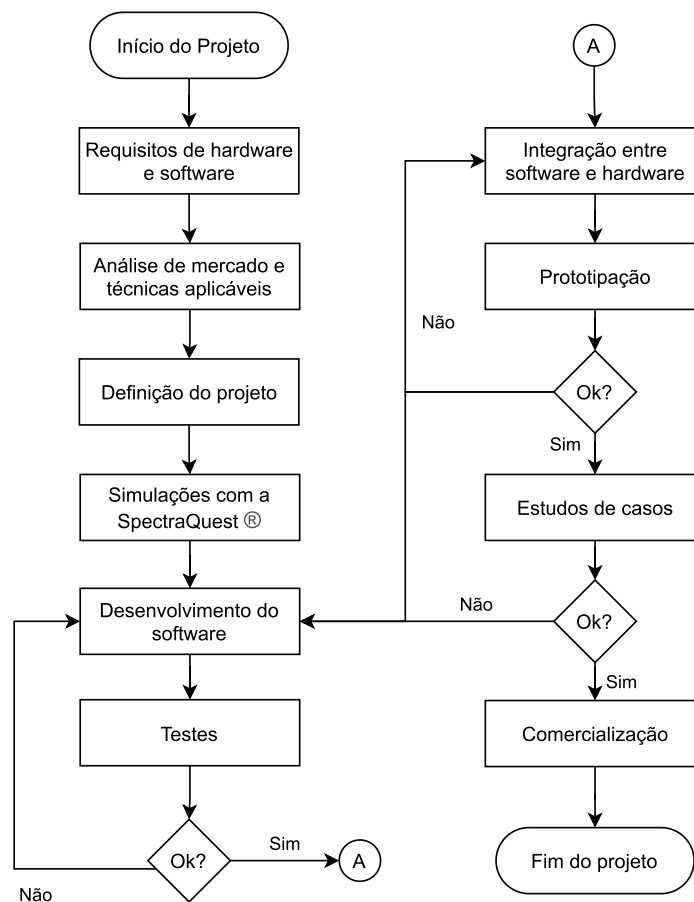 Início do Projeto
Requisitos de hardware
e software
Análise de mercado e
técnicas aplicáveis
Definição do projeto
Simulações com a
SpectraQuest ®
Desenvolvimento do
software
Testes
Ok?
Sim
A
Não
A
Integração entre
software e hardware
Prototipação
Não
Ok?
Sim
Estudos de casos
Não
Ok?
Sim
Comercialização
Fim do projeto